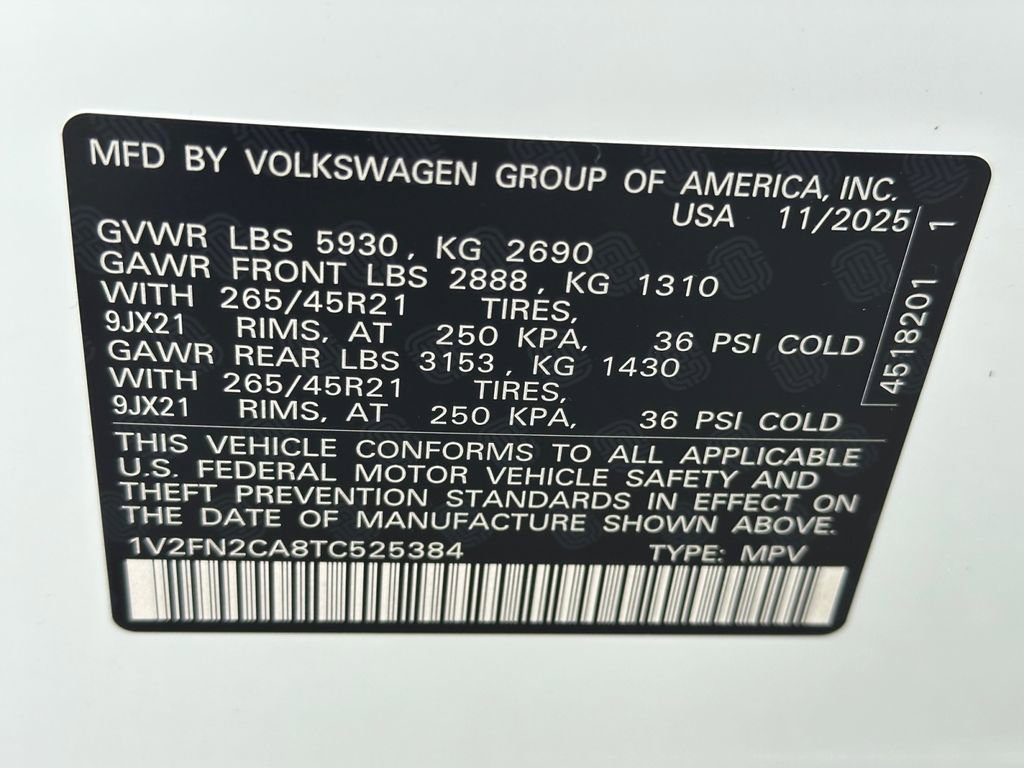 MFD BY VOLKSWAGEN GROUP OF AMERICA, INC.
USA 11/2025
GVWR LBS 5930, KG 2690
GAWR FRONT LBS 2888, KG 1310
WITH 265/45R21 TIRES,
9JX21 RIMS, AT 250 KPA, 36 PSI COLD
GAWR REAR LBS 3153, KG 1430
WITH 265/45R21 TIRES,
9JX21 RIMS, AT 250 KPA, 36 PSI COLD
THIS VEHICLE CONFORMS TO ALL APPLICABLE
U.S. FEDERAL MOTOR VEHICLE SAFETY AND
THEFT PREVENTION STANDARDS IN EFFECT ON
THE DATE OF MANUFACTURE SHOWN ABOVE.
1V2FN2CA8TC525384 TYPE: MPV
4518201 1